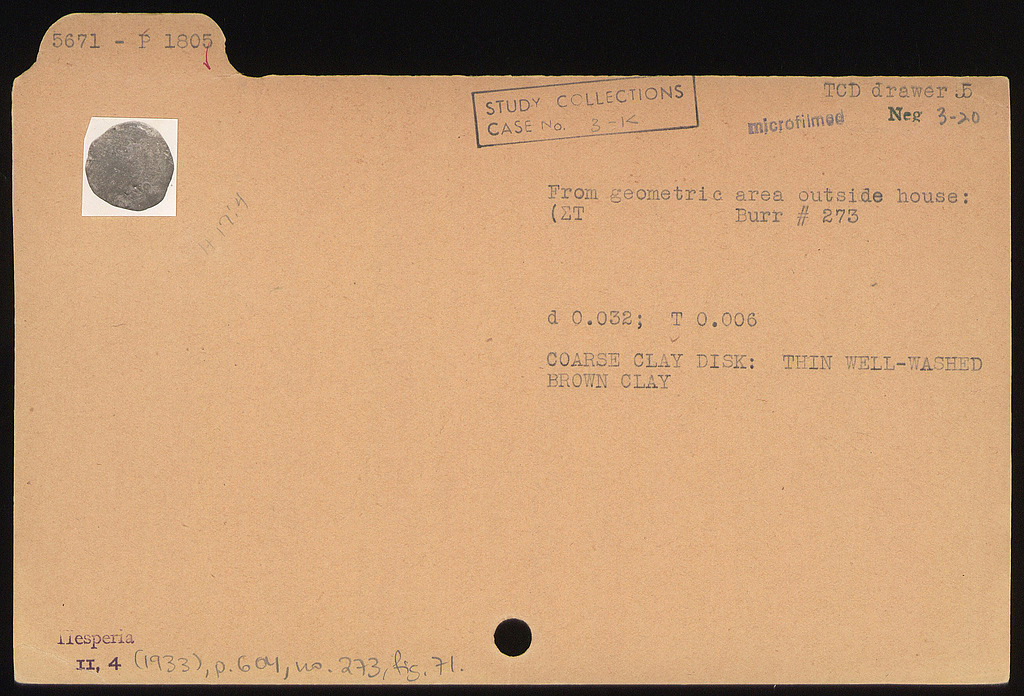 5671 - P 1805
STUDY COLLECTIONS
CASE No. 3-K
TCD drawer 5
microfilmed
Neg 3-20
From geometric area outside house:
(ΣT Burr # 273
d 0.032; T 0.006
COARSE CLAY DISK: THIN WELL-WASHED
BROWN CLAY
Hesperia
II, 4 (1933), p. 604, no. 273, fig. 71.